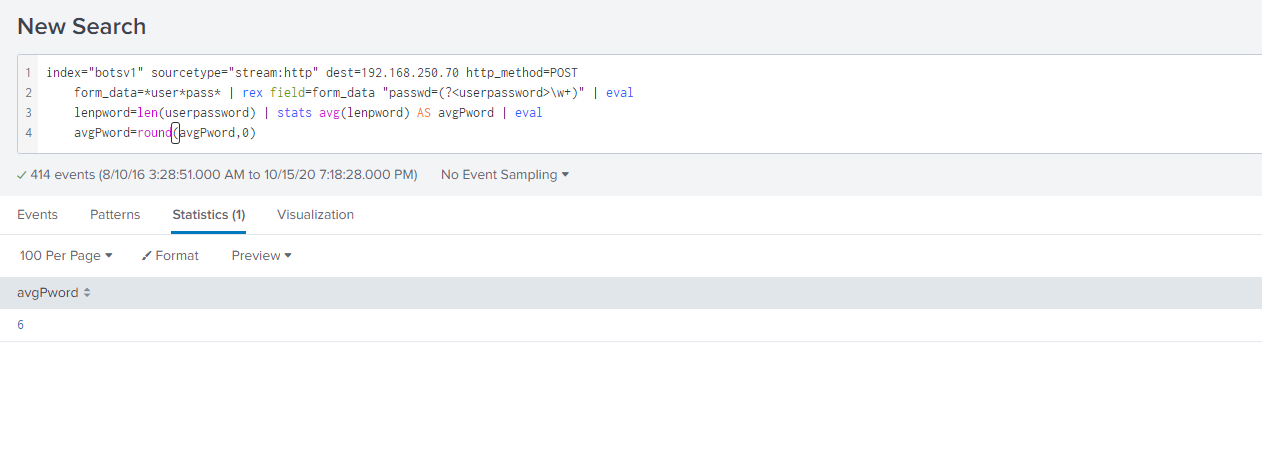 New Search
1 index="botsv1" sourcetype="stream:http" dest=192.168.250.70 http_method=POST
2 form_data=*user*pass* | rex field=form_data "passwd=(?<userpassword>\w+)" | eval
3 lenpword=len(userpassword) | stats avg(lenpword) AS avgPword | eval
4 avgPword=round(avgPword,0)
414 events (8/10/16 3:28:51.000 AM to 10/15/20 7:18:28.000 PM) No Event Sampling
Events Patterns Statistics (1) Visualization
100 Per Page Format Preview
avgPword
6